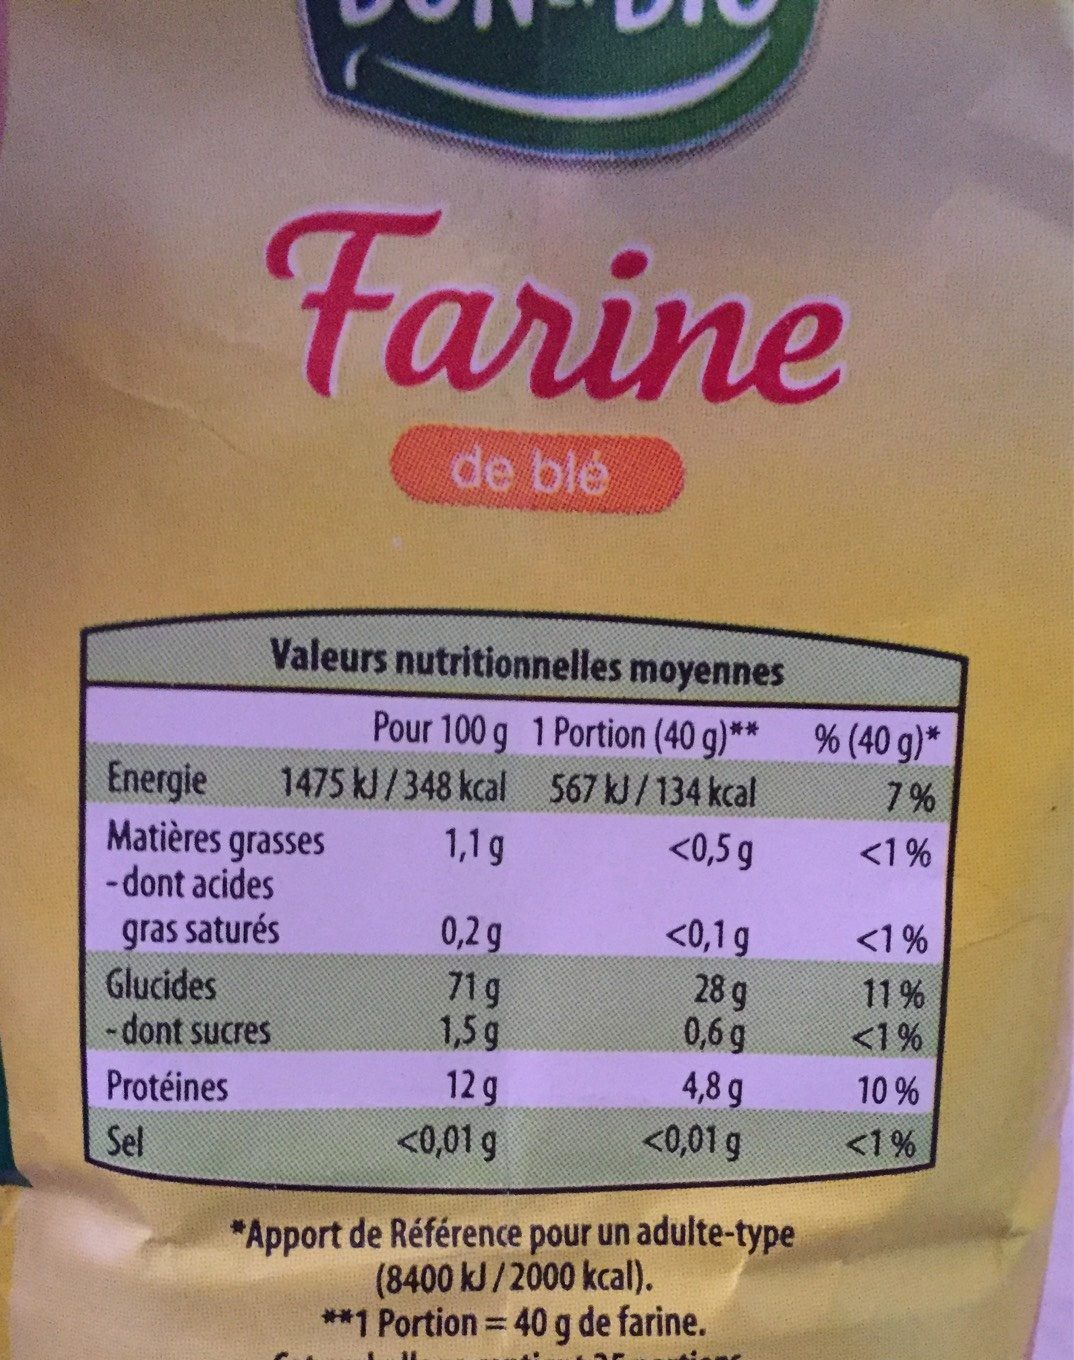 BON ET BIO
Farine
de blé
Valeurs nutritionnelles moyennes
Pour 100 g 1 Portion (40 g)** % (40 g)*
Energie 1475 kJ / 348 kcal 567 kJ / 134 kcal 7 %
Matières grasses 1,1 g <0,5 g <1 %
- dont acides
gras saturés 0,2 g <0,1 g <1 %
Glucides 71 g 28 g 11 %
- dont sucres 1,5 g 0,6 g <1 %
Protéines 12 g 4,8 g 10 %
Sel <0,01 g <0,01 g <1 %
*Apport de Référence pour un adulte-type
(8400 kJ / 2000 kcal).
**1 Portion = 40 g de farine.